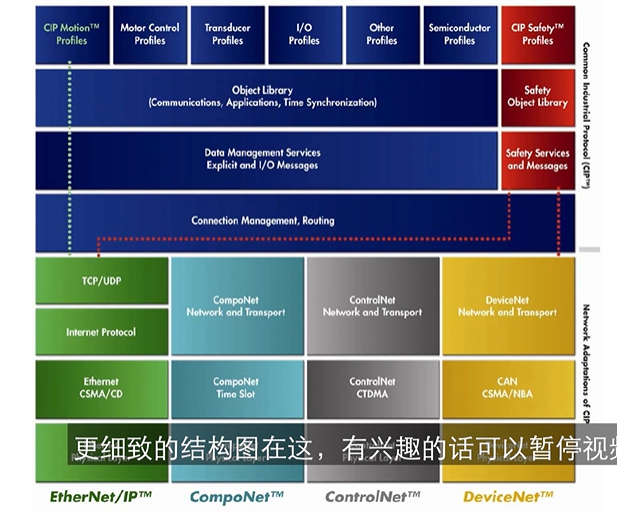 CIP Motion™
Profiles
Motor Control
Profiles
Transducer
Profiles
I/O
Profiles
Other
Profiles
Semiconductor
Profiles
CIP Safety™
Profiles
Object Library
(Communications, Applications, Time Synchronization)
Safety
Object Library
Data Management Services
Explicit and I/O Messages
Safety Services
and Messages
Connection Management, Routing
Common Industrial Protocol (CIP™)
TCP/UDP
Internet Protocol
CompoNet
Network and Transport
ControlNet
Network and Transport
DeviceNet
Network and Transport
Ethernet
CSMA/CD
CompoNet
Time Slot
ControlNet
CTDMA
CAN
CSMA/NBA
Network Adaptations of CIP
更细致的结构图在这，有兴趣的话可以暂停视频
EtherNet/IP™
CompoNet™
ControlNet™
DeviceNet™